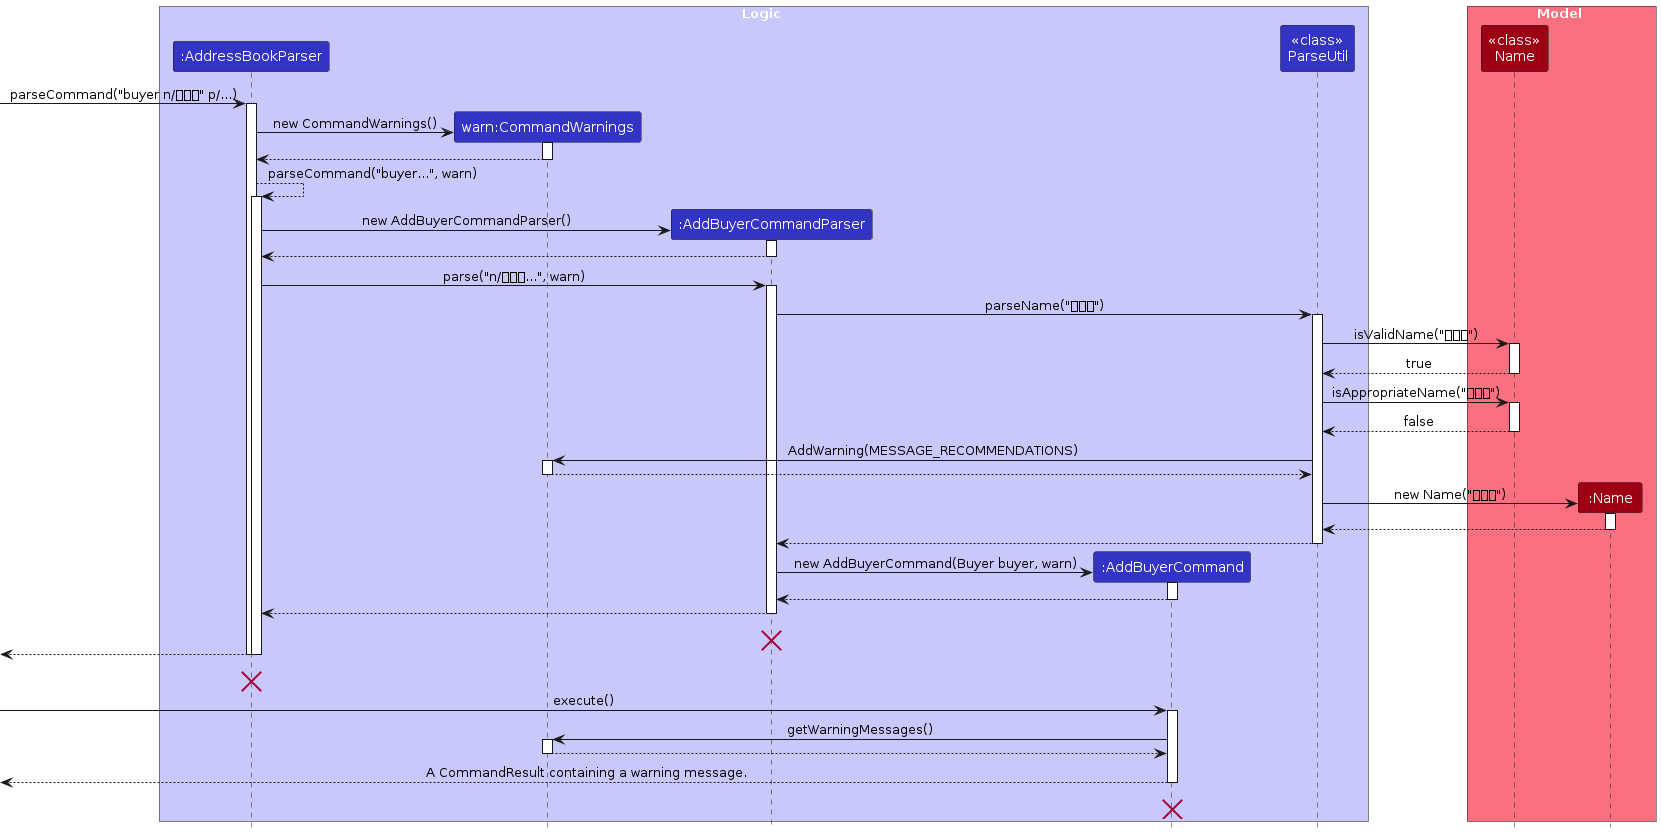 Logic
Model
:AddressBookParser
«class»
ParseUtil
«class»
Name
parseCommand("buyer n/□□□" p/...)
new CommandWarnings()
warn:CommandWarnings
parseCommand("buyer...", warn)
new AddBuyerCommandParser()
:AddBuyerCommandParser
parse("n/□□□...", warn)
parseName("□□□")
isValidName("□□□")
true
isAppropriateName("□□□")
false
AddWarning(MESSAGE_RECOMMENDATIONS)
new Name("□□□")
:Name
new AddBuyerCommand(Buyer buyer, warn)
:AddBuyerCommand
execute()
getWarningMessages()
A CommandResult containing a warning message.